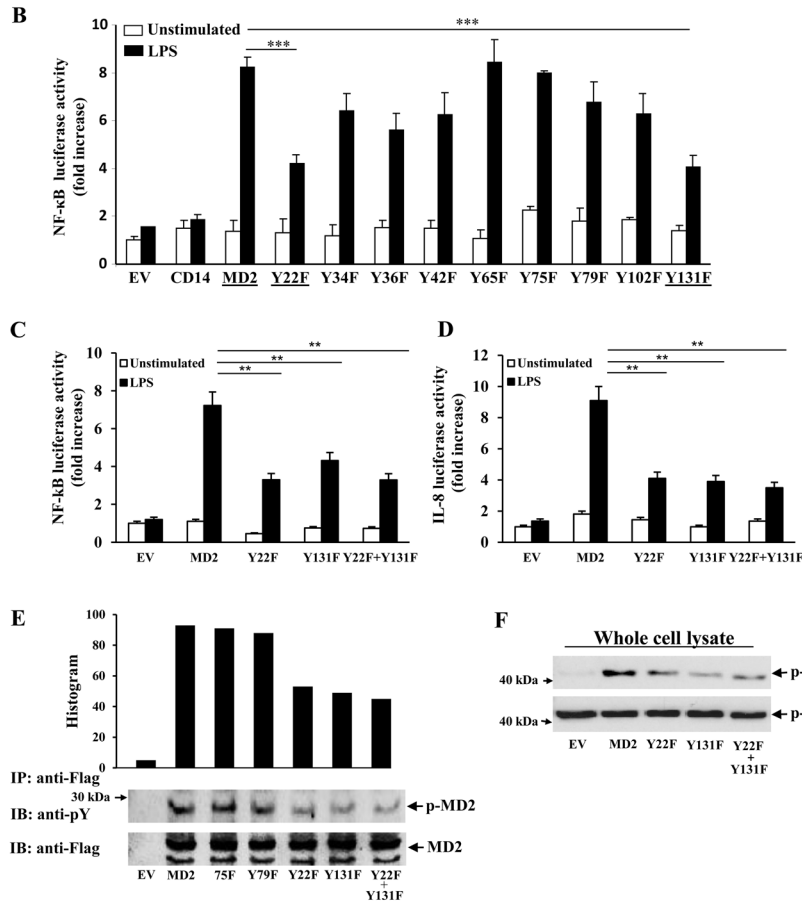 B
Unstimulated
LPS
***
***
NF-κB luciferase activity
(fold increase)
10
8
6
4
2
0
EV CD14 MD2 Y22F Y34F Y36F Y42F Y65F Y75F Y79F Y102F Y131F
C
Unstimulated
LPS
**
**
**
NF-kB luciferase activity
(fold increase)
10
8
6
4
2
0
EV MD2 Y22F Y131F Y22F+Y131F
D
Unstimulated
LPS
**
**
**
IL-8 luciferase activity
(fold increase)
12
10
8
6
4
2
0
EV MD2 Y22F Y131F Y22F+Y131F
E
Histogram
100
80
60
40
20
0
IP: anti-Flag
30 kDa
IB: anti-pY
p-MD2
IB: anti-Flag
MD2
EV MD2 75F Y79F Y22F Y131F Y22F
+
Y131F
F
Whole cell lysate
40 kDa
p-
40 kDa
p-
EV MD2 Y22F Y131F Y22F
+
Y131F